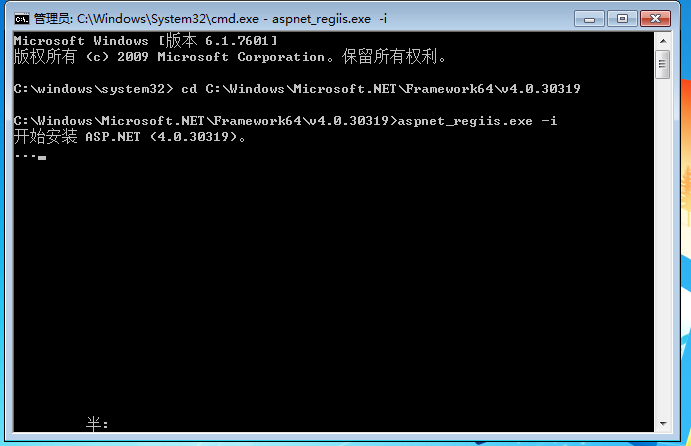 管理员: C:\Windows\System32\cmd.exe - aspnet_regiis.exe -i
Microsoft Windows [版本 6.1.7601]
版权所有 (c) 2009 Microsoft Corporation。保留所有权利。
C:\windows\system32> cd C:\Windows\Microsoft.NET\Framework64\v4.0.30319
C:\Windows\Microsoft.NET\Framework64\v4.0.30319>aspnet_regiis.exe -i
开始安装 ASP.NET (4.0.30319)。
...
半: